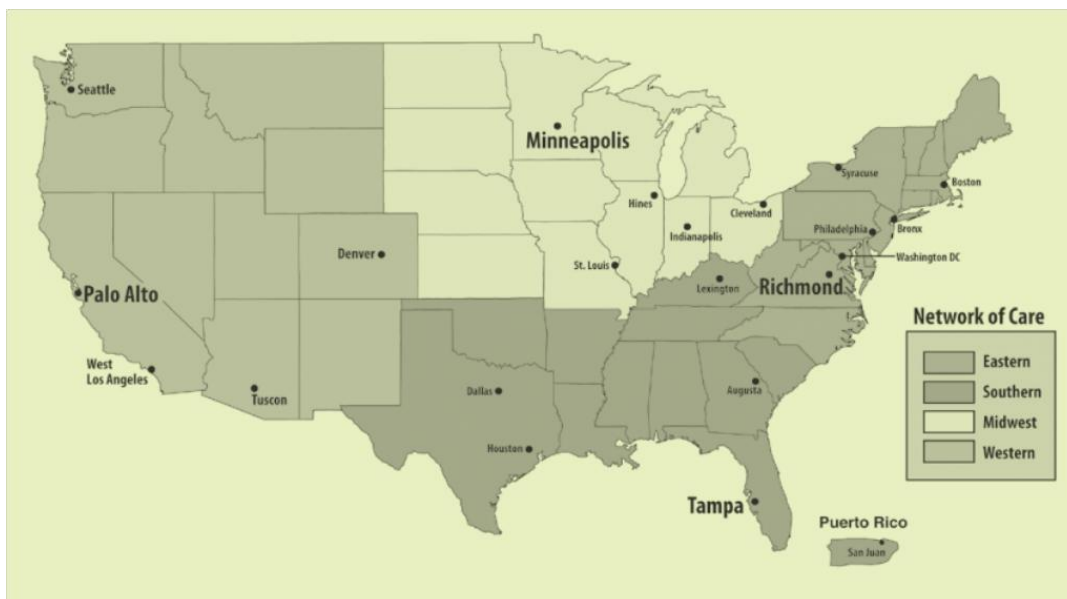 Seattle
Minneapolis
Syracuse
Boston
Hines
Cleveland
Indianapolis
Philadelphia
Bronx
Denver
St. Louis
Washington DC
Lexington
Richmond
Palo Alto
West
Los Angeles
Tuscon
Dallas
Augusta
Houston
Tampa
Network of Care
Eastern
Southern
Midwest
Western
Puerto Rico
San Juan